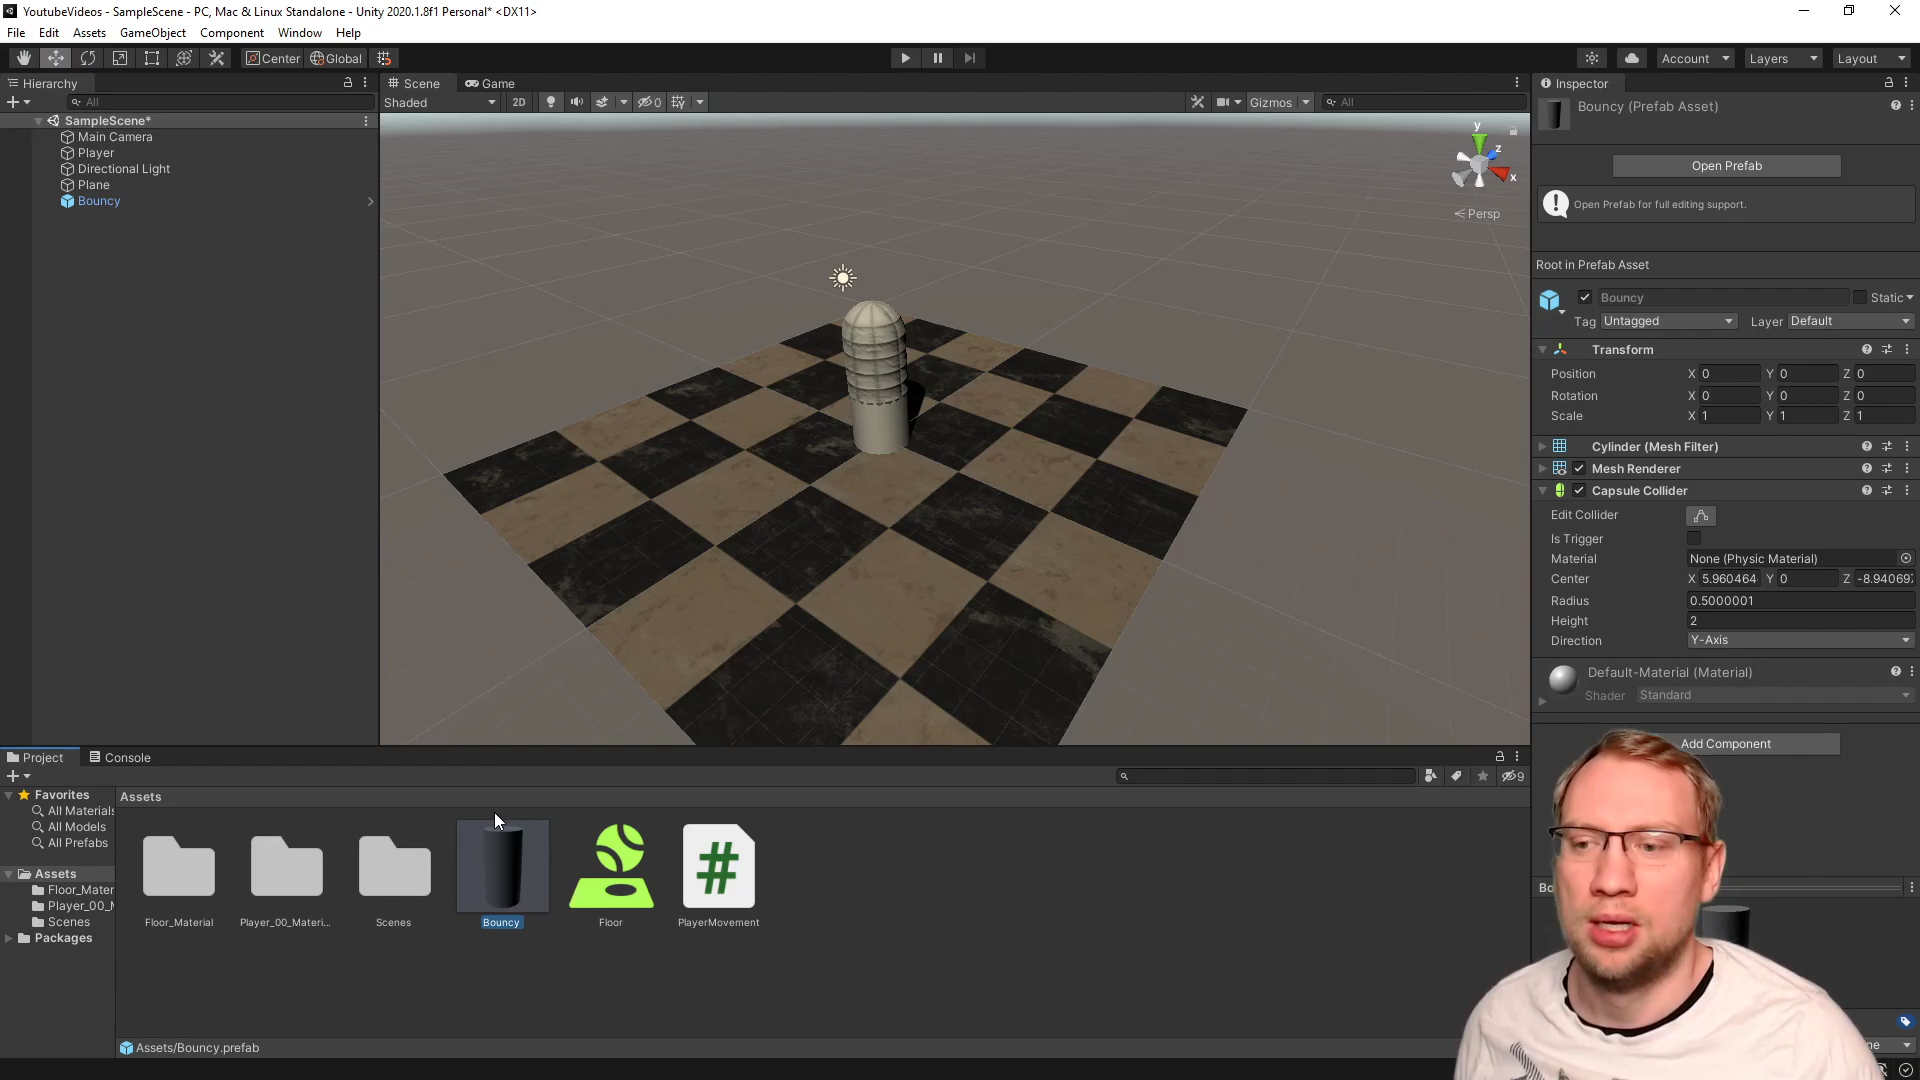 YoutubeVideos - SampleScene - PC, Mac & Linux Standalone - Unity 2020.1.8f1 Personal* <DX11>
File Edit Assets GameObject Component Window Help
Center Global Account Layers Layout
Hierarchy
All
SampleScene*
Main Camera
Player
Directional Light
Plane
Bouncy
Scene Game
Shaded 2D 0 Gizmos All
y
z
x
Persp
Inspector
Bouncy (Prefab Asset)
Open Prefab
Open Prefab for full editing support.
Root in Prefab Asset
Bouncy Static
Tag Untagged Layer Default
Transform
Position X 0 Y 0 Z 0
Rotation X 0 Y 0 Z 0
Scale X 1 Y 1 Z 1
Cylinder (Mesh Filter)
Mesh Renderer
Capsule Collider
Edit Collider
Is Trigger
Material None (Physic Material)
Center X 5.960464 Y 0 Z -8.94069
Radius 0.5000001
Height 2
Direction Y-Axis
Default-Material (Material)
Shader Standard
Add Component
Bo
ne
Project Console
9
Favorites
All Materials
All Models
All Prefabs
Assets
Floor_Mater
Player_00_M
Scenes
Packages
Assets
Floor_Material
Player_00_Materi...
Scenes
Bouncy
Floor
PlayerMovement
Assets/Bouncy.prefab